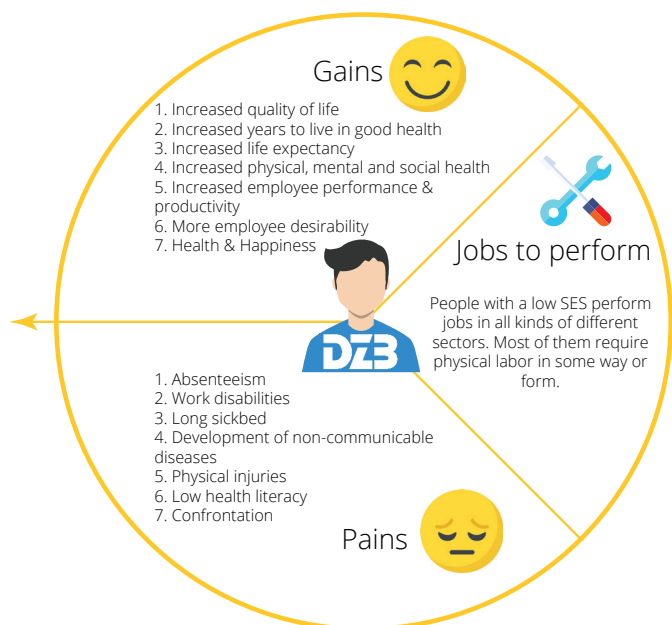 Gains
1. Increased quality of life
2. Increased years to live in good health
3. Increased life expectancy
4. Increased physical, mental and social health
5. Increased employee performance &
productivity
6. More employee desirability
7. Health & Happiness
Jobs to perform
People with a low SES perform
jobs in all kinds of different
sectors. Most of them require
physical labor in some way or
form.
DZB
1. Absenteeism
2. Work disabilities
3. Long sickbed
4. Development of non-communicable
diseases
5. Physical injuries
6. Low health literacy
7. Confrontation
Pains